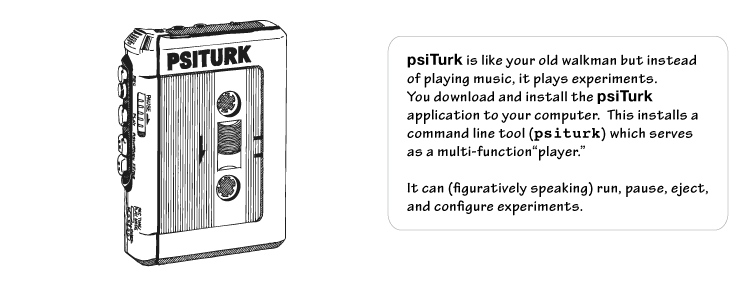 PSITURK
PAUSE
psiTurk is like your old walkman but instead
of playing music, it plays experiments.
You download and install the psiTurk
application to your computer. This installs a
command line tool (psiturk) which serves
as a multi-function“player.”
It can (figuratively speaking) run, pause, eject,
and configure experiments.